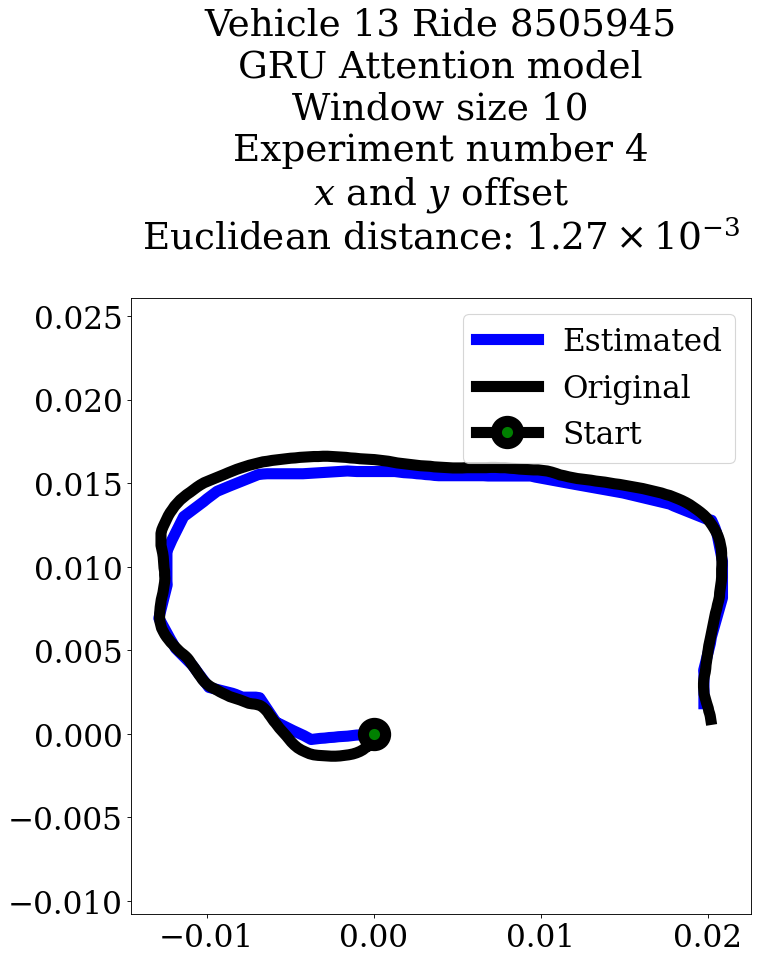 Vehicle 13 Ride 8505945
GRU Attention model
Window size 10
Experiment number 4
x and y offset
Euclidean distance: 1.27 × 10⁻³
Estimated
Original
Start
0.025
0.020
0.015
0.010
0.005
0.000
−0.005
−0.010
−0.01 0.00 0.01 0.02